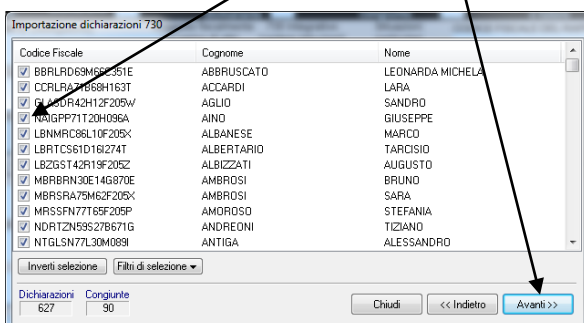 Importazione dichiarazioni 730
Codice Fiscale Cognome Nome
BBRLRD69M66C351E ABBRUSCATO LEONARDA MICHELA
CCRLRA71B68H163T ACCARDI LARA
GLASDR42H12F205W AGLIO SANDRO
NAIGPP71T20H096A AINO GIUSEPPE
LBNMRC86L10F205X ALBANESE MARCO
LBRTCS61D16I274T ALBERTARIO TARCISIO
LBZGST42R19F205Z ALBIZZATI AUGUSTO
MBRBRN30E14G870E AMBROSI BRUNO
MBRSRA75M62F205X AMBROSI SARA
MRSSFN77T65F205P AMOROSO STEFANIA
NDRTZN59S27B671G ANDREONI TIZIANO
NTGLSN77L30M089I ANTIGA ALESSANDRO
Inverti selezione Filtri di selezione
Dichiarazioni Congiunte
627 90 Chiudi << Indietro Avanti >>